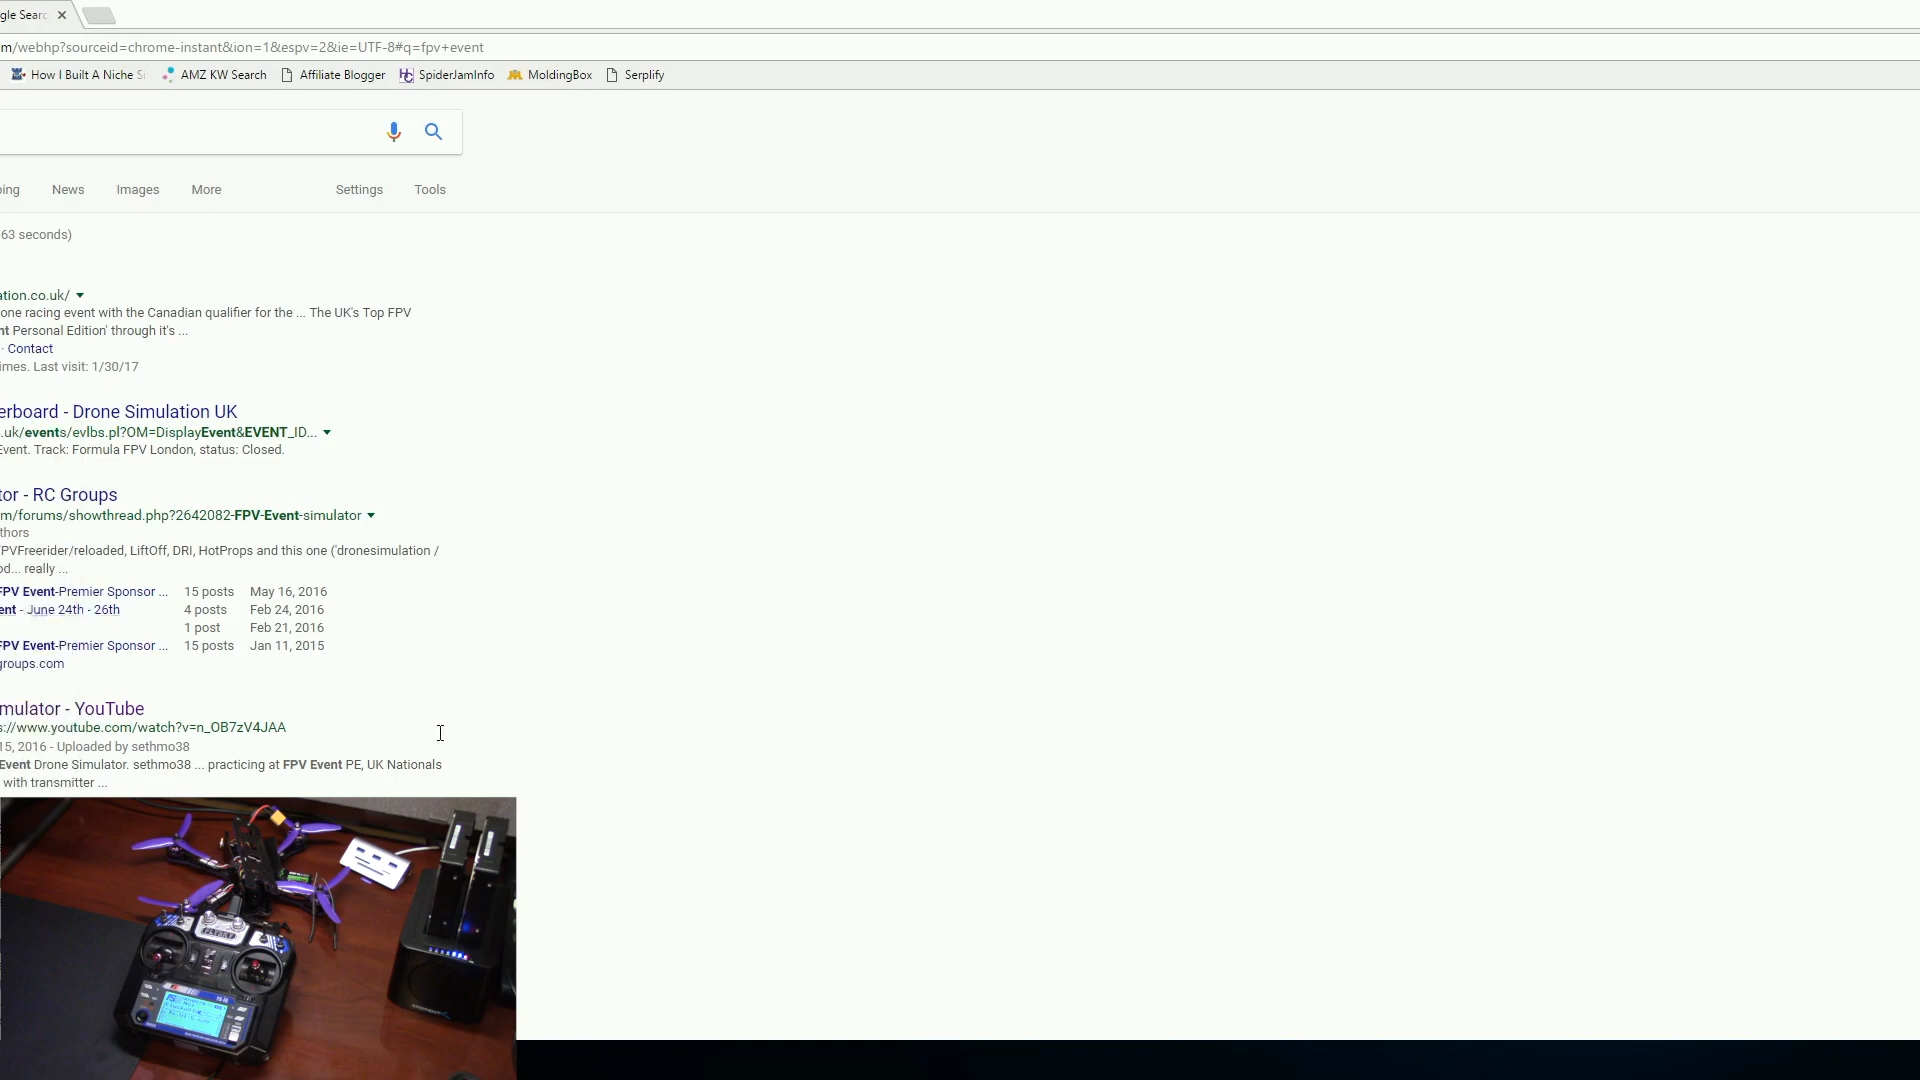 gle Searc
m/webhp?sourceid=chrome-instant&ion=1&espv=2&ie=UTF-8#q=fpv+event
How I Built A Niche Si AMZ KW Search Affiliate Blogger SpiderJamInfo MoldingBox Serplify
ping News Images More Settings Tools
63 seconds)
ation.co.uk/
one racing event with the Canadian qualifier for the ... The UK's Top FPV
nt Personal Edition' through it's ...
· Contact
imes. Last visit: 1/30/17
erboard - Drone Simulation UK
.uk/events/evlbs.pl?OM=DisplayEvent&EVENT_ID...
Event. Track: Formula FPV London, status: Closed.
tor - RC Groups
m/forums/showthread.php?2642082-FPV-Event-simulator
thors
FPVFreerider/reloaded, LiftOff, DRI, HotProps and this one ('dronesimulation /
od... really ...
FPV Event-Premier Sponsor ... 15 posts May 16, 2016
ent - June 24th - 26th 4 posts Feb 24, 2016
1 post Feb 21, 2016
FPV Event-Premier Sponsor ... 15 posts Jan 11, 2015
groups.com
mulator - YouTube
s://www.youtube.com/watch?v=n_OB7zV4JAA
15, 2016 - Uploaded by sethmo38
Event Drone Simulator. sethmo38 ... practicing at FPV Event PE, UK Nationals
with transmitter ...
FLYSKY